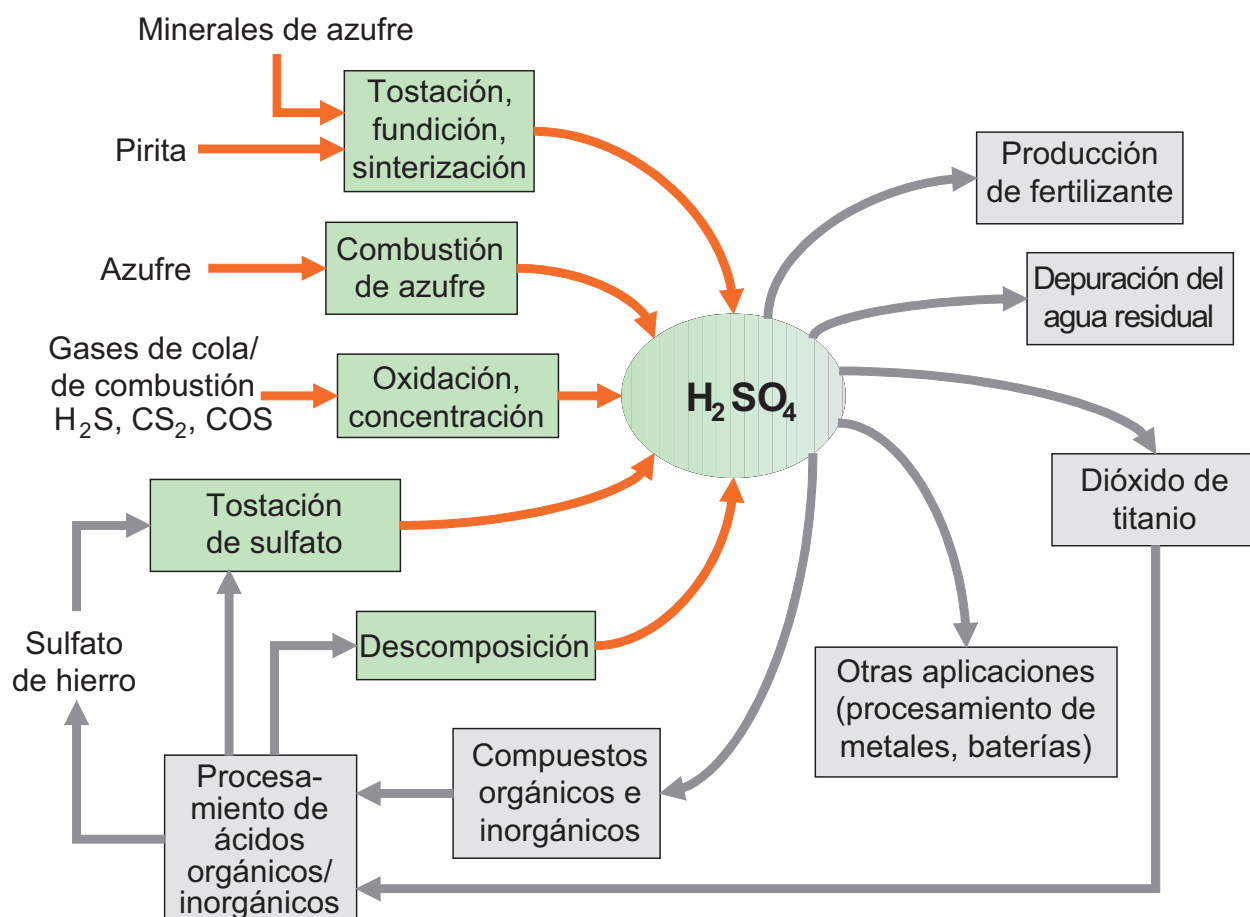 Minerales de azufre
Tostación,
fundición,
sinterización
Pirita
Producción
de fertilizante
Azufre
Combustión
de azufre
Depuración del
agua residual
Gases de cola/
de combustión
H₂S, CS₂, COS
Oxidación,
concentración
H₂SO₄
Dióxido de
titanio
Tostación
de sulfato
Sulfato
de hierro
Descomposición
Otras aplicaciones
(procesamiento de
metales, baterías)
Compuestos
orgánicos e
inorgánicos
Procesa-
miento de
ácidos
orgánicos/
inorgánicos